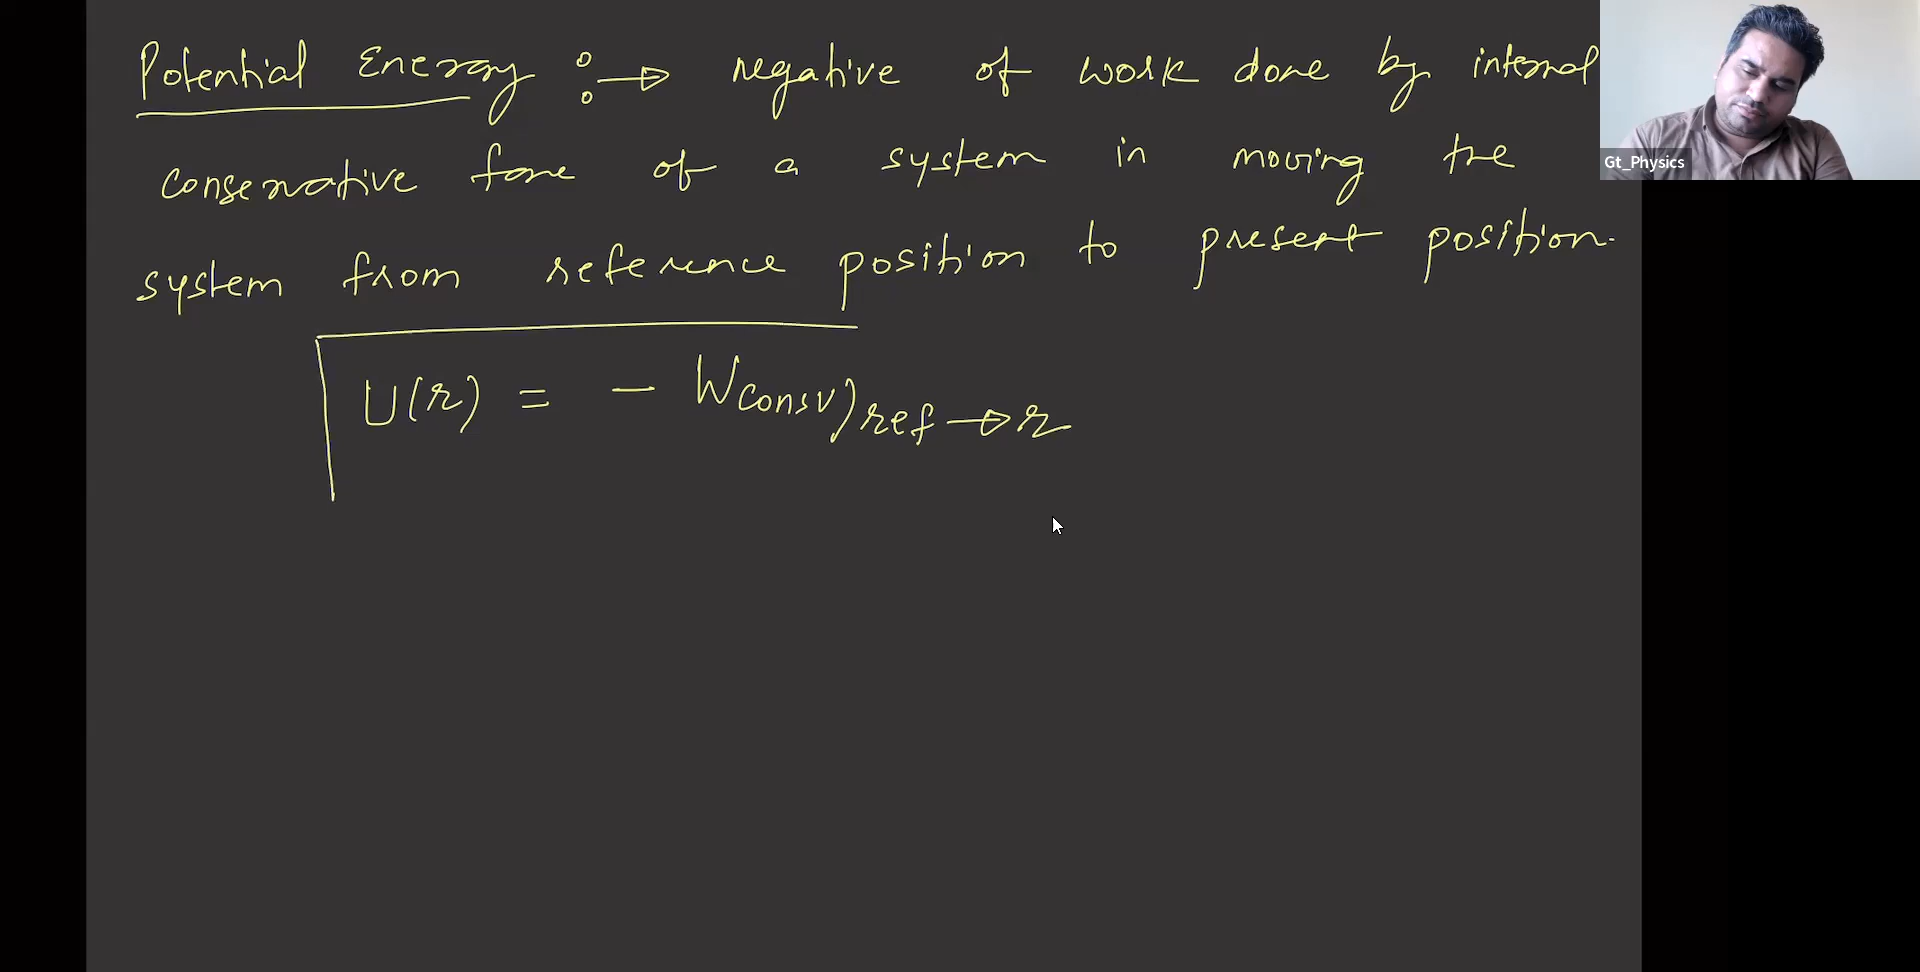 Potential Energy :→ negative of work done by internal
conservative force of a system in moving the
system from reference position to present position.
U(r) = - Wconsv)ref→r
Gt_Physics